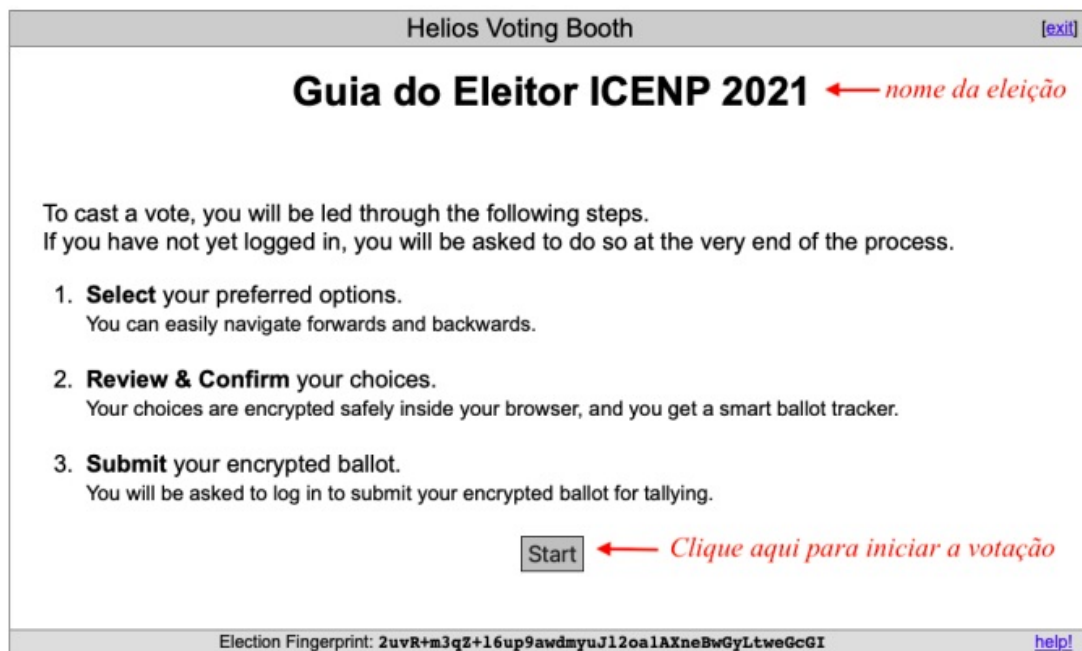 Helios Voting Booth [exit]
Guia do Eleitor ICENP 2021 nome da eleição
To cast a vote, you will be led through the following steps.
If you have not yet logged in, you will be asked to do so at the very end of the process.
1. Select your preferred options.
You can easily navigate forwards and backwards.
2. Review & Confirm your choices.
Your choices are encrypted safely inside your browser, and you get a smart ballot tracker.
3. Submit your encrypted ballot.
You will be asked to log in to submit your encrypted ballot for tallying.
Start Clique aqui para iniciar a votação
Election Fingerprint: 2uvR+m3qZ+l6up9awdmyuJl2oalAXneBwGyLtweGcGI help!